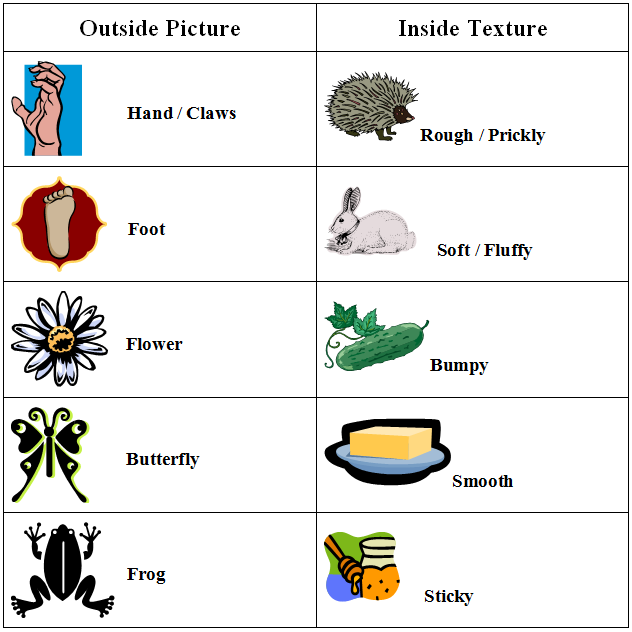 Outside Picture
Inside Texture
Hand / Claws
Rough / Prickly
Foot
Soft / Fluffy
Flower
Bumpy
Butterfly
Smooth
Frog
Sticky